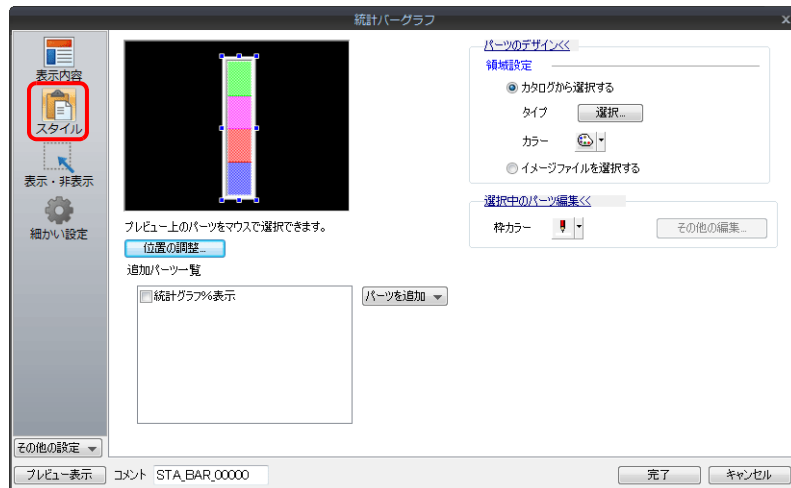 統計バーグラフ
x
表示内容
スタイル
表示・非表示
細かい設定
その他の設定
プレビュー表示
プレビュー上のパーツをマウスで選択できます。
位置の調整...
追加パーツ一覧
統計グラフ%表示
パーツを追加
パーツのデザイン<<
領域設定
カタログから選択する
タイプ 選択...
カラー
イメージファイルを選択する
選択中のパーツ編集<<
枠カラー その他の編集...
コメント STA_BAR_00000
完了 キャンセル